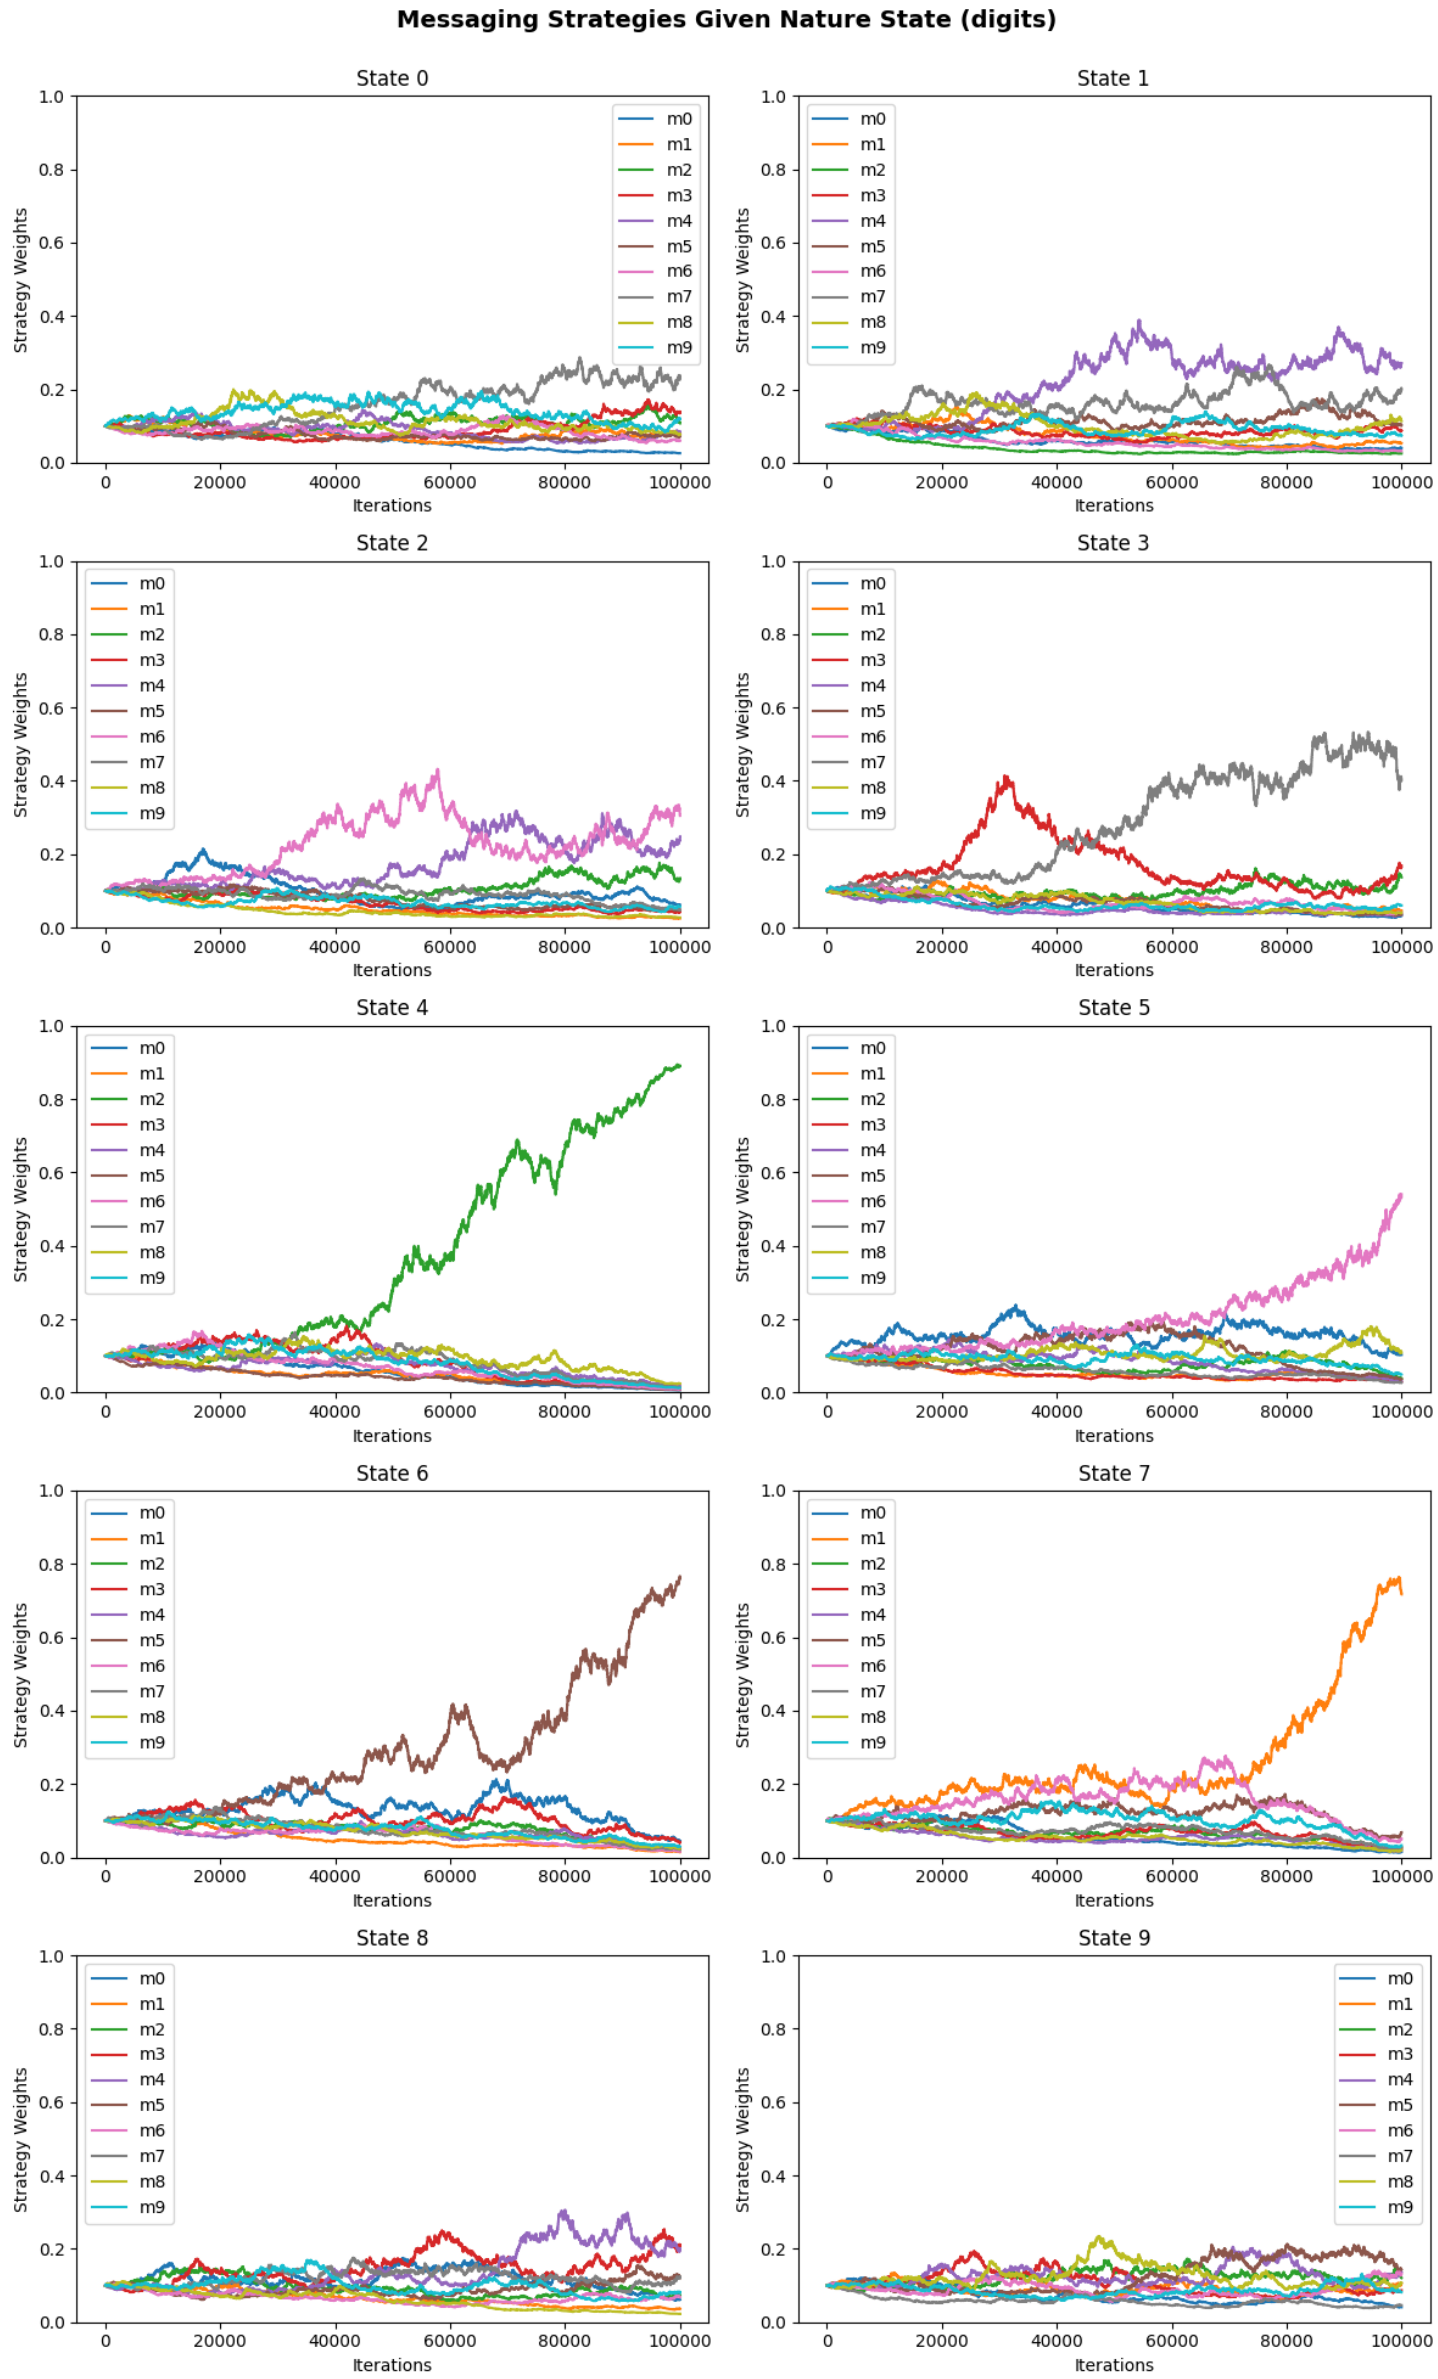 Messaging Strategies Given Nature State (digits)
State 0
Strategy Weights
1.0
0.8
0.6
0.4
0.2
0.0
m0
m1
m2
m3
m4
m5
m6
m7
m8
m9
0 20000 40000 60000 80000 100000
Iterations
State 1
Strategy Weights
1.0
0.8
0.6
0.4
0.2
0.0
m0
m1
m2
m3
m4
m5
m6
m7
m8
m9
0 20000 40000 60000 80000 100000
Iterations
State 2
Strategy Weights
1.0
0.8
0.6
0.4
0.2
0.0
m0
m1
m2
m3
m4
m5
m6
m7
m8
m9
0 20000 40000 60000 80000 100000
Iterations
State 3
Strategy Weights
1.0
0.8
0.6
0.4
0.2
0.0
m0
m1
m2
m3
m4
m5
m6
m7
m8
m9
0 20000 40000 60000 80000 100000
Iterations
State 4
Strategy Weights
1.0
0.8
0.6
0.4
0.2
0.0
m0
m1
m2
m3
m4
m5
m6
m7
m8
m9
0 20000 40000 60000 80000 100000
Iterations
State 5
Strategy Weights
1.0
0.8
0.6
0.4
0.2
0.0
m0
m1
m2
m3
m4
m5
m6
m7
m8
m9
0 20000 40000 60000 80000 100000
Iterations
State 6
Strategy Weights
1.0
0.8
0.6
0.4
0.2
0.0
m0
m1
m2
m3
m4
m5
m6
m7
m8
m9
0 20000 40000 60000 80000 100000
Iterations
State 7
Strategy Weights
1.0
0.8
0.6
0.4
0.2
0.0
m0
m1
m2
m3
m4
m5
m6
m7
m8
m9
0 20000 40000 60000 80000 100000
Iterations
State 8
Strategy Weights
1.0
0.8
0.6
0.4
0.2
0.0
m0
m1
m2
m3
m4
m5
m6
m7
m8
m9
0 20000 40000 60000 80000 100000
Iterations
State 9
Strategy Weights
1.0
0.8
0.6
0.4
0.2
0.0
m0
m1
m2
m3
m4
m5
m6
m7
m8
m9
0 20000 40000 60000 80000 100000
Iterations